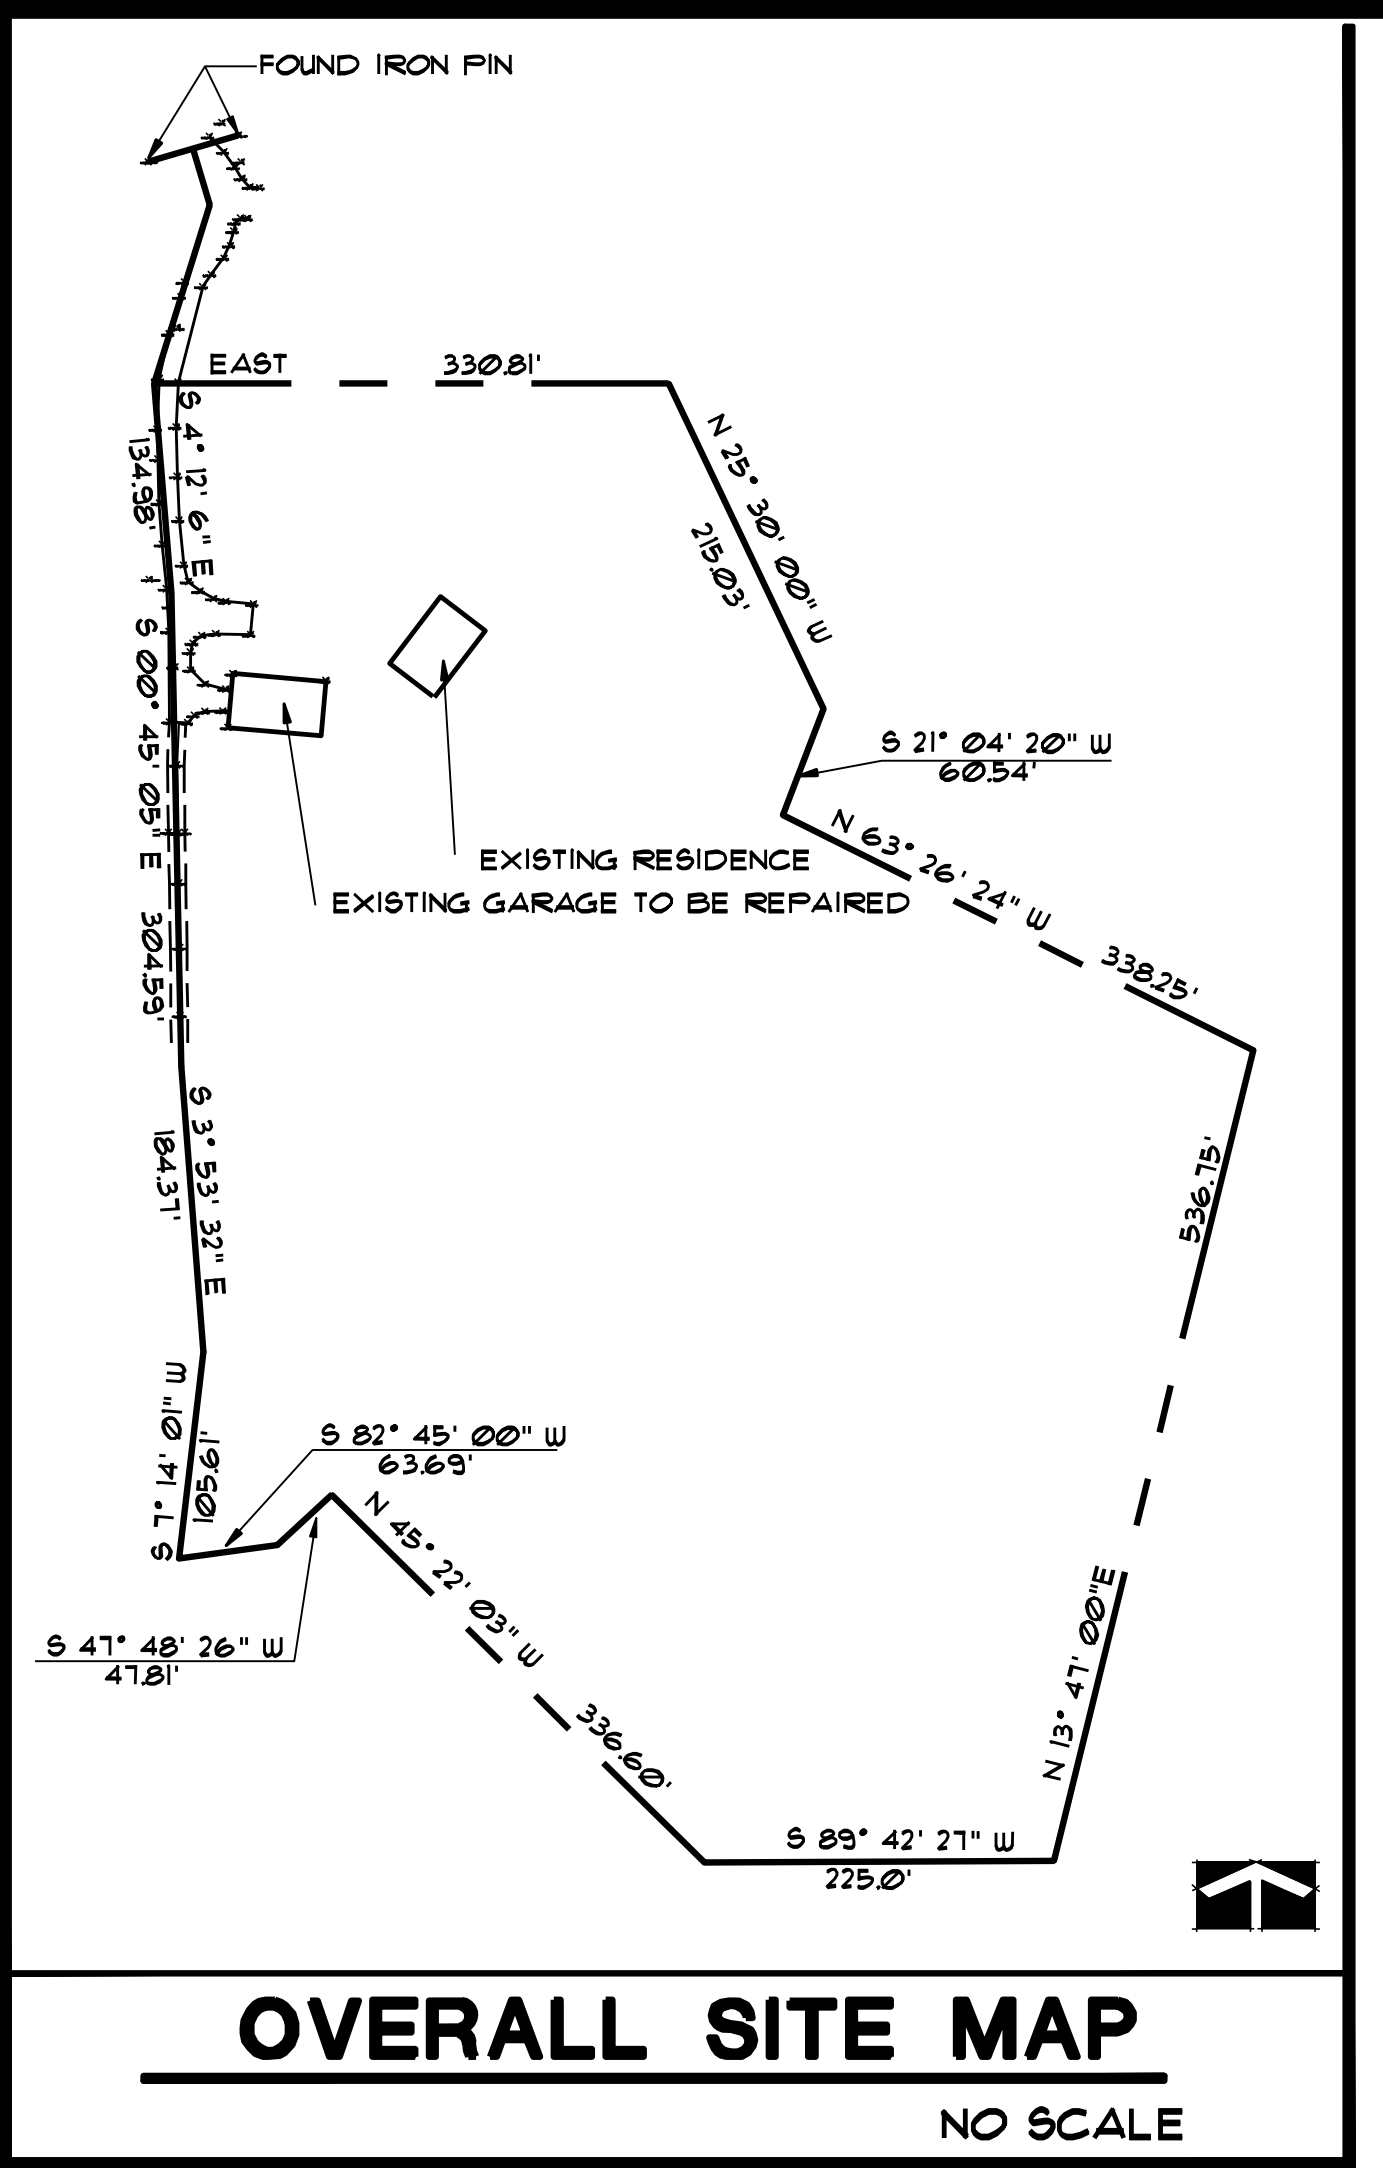 FOUND IRON PIN
EAST 330.81'
S 4° 12' 6" E
134.98'
N 25° 30' 00" W
215.03'
S 00° 45' 05" E 304.59'
S 21° 04' 20" W
60.54'
N 63° 26' 24" W 338.25'
EXISTING RESIDENCE
EXISTING GARAGE TO BE REPAIRED
S 3° 53' 32" E
184.37'
536.75'
N 13° 47' 00"E
S 7° 14' 10" W
105.61'
S 82° 45' 00" W
63.69'
N 45° 22' 03" W 336.60'
S 47° 48' 26" W
47.81'
S 89° 42' 27" W
225.0'
OVERALL SITE MAP
NO SCALE